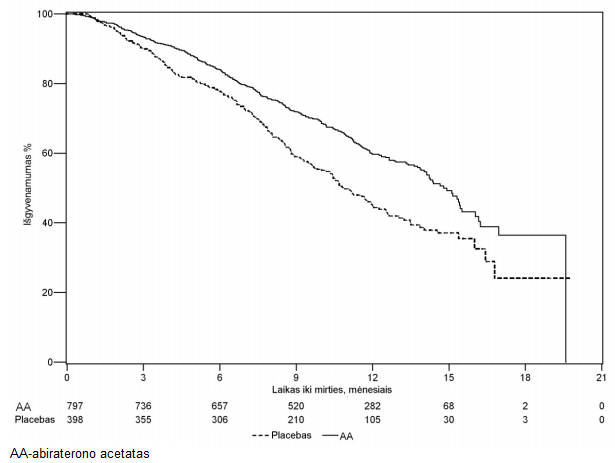 100
80
60
40
20
0
Išgyvenamumas %
0 3 6 9 12 15 18 21
Laikas iki mirties, mėnesiais
AA 797 736 657 520 282 68 2 0
Placebas 398 355 306 210 105 30 3 0
Placebas AA
AA-abiraterono acetatas